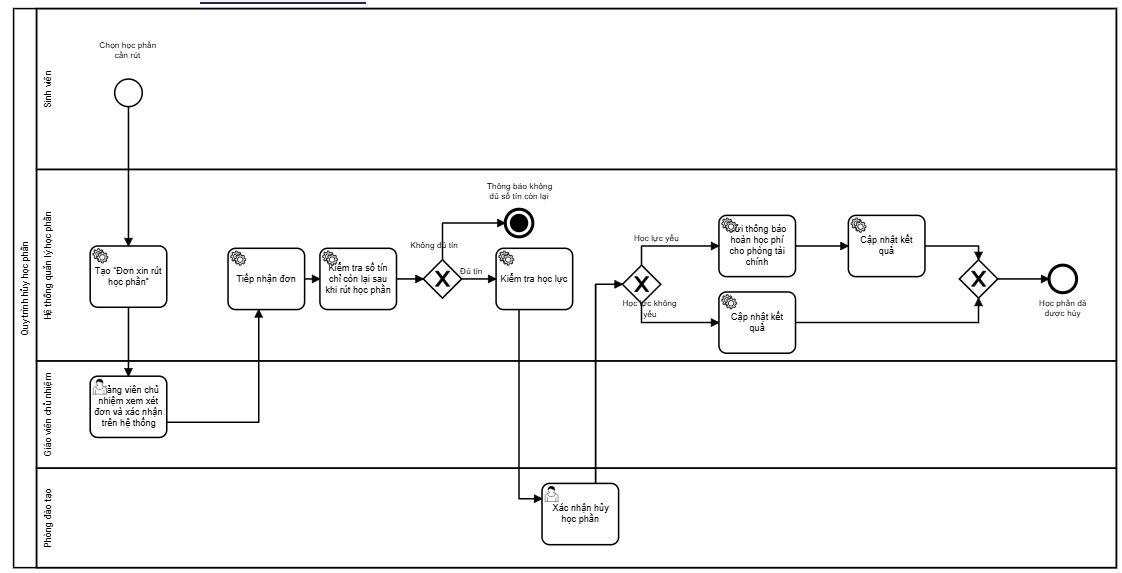 Quy trình hủy học phần
Sinh viên
Chọn học phần
cần rút
Hệ thống quản lý học phần
Tạo "Đơn xin rút
học phần"
Tiếp nhận đơn
Kiểm tra số tín
chỉ còn lại sau
khi rút học phần
Không đủ tín
Đủ tín
Thông báo không
đủ số tín còn lại
Kiểm tra học lực
Học lực yếu
Học lực không
yếu
Gửi thông báo
hoàn học phí
cho phòng tài
chính
Cập nhật kết
quả
Cập nhật kết
quả
Học phần đã
được hủy
Giáo viên chủ nhiệm
Giảng viên chủ
nhiệm xem xét
đơn và xác nhận
trên hệ thống
Phòng đào tạo
Xác nhận hủy
học phần